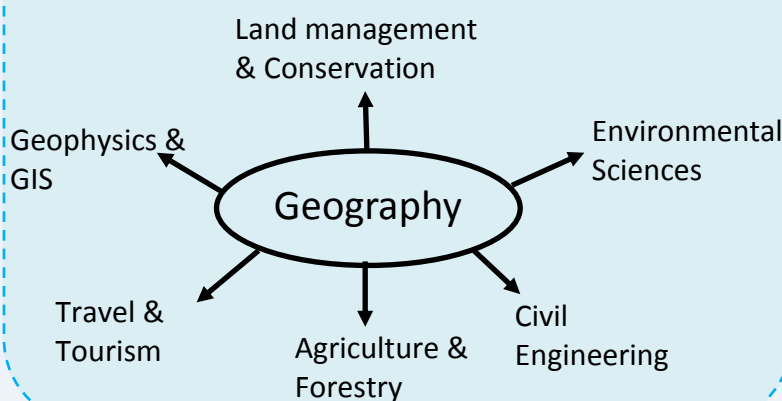 Land management
& Conservation
Geophysics &
GIS
Environmental
Sciences
Geography
Travel &
Tourism
Agriculture &
Forestry
Civil
Engineering